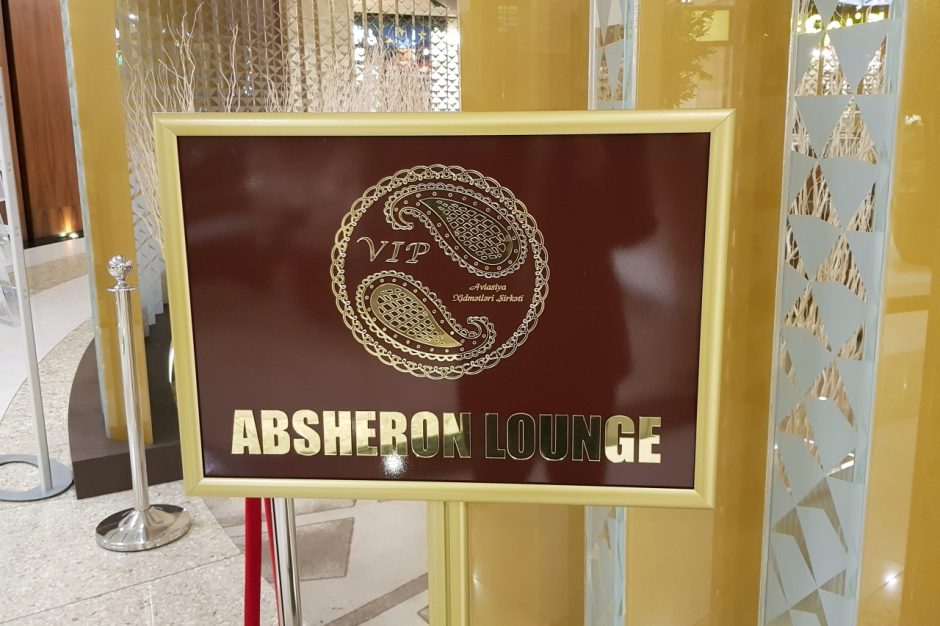 VIP
Aviasiya
Xidmətləri Şirkəti
ABSHERON LOUNGE